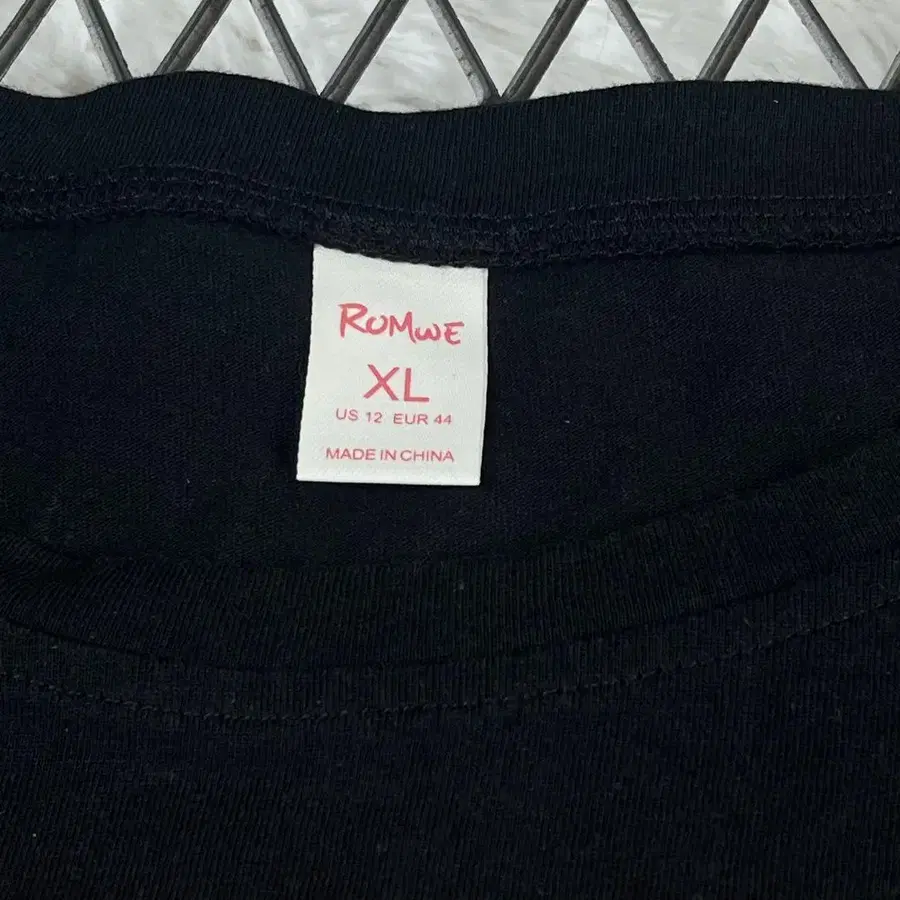 ROMWE
XL
US 12 EUR 44
MADE IN CHINA